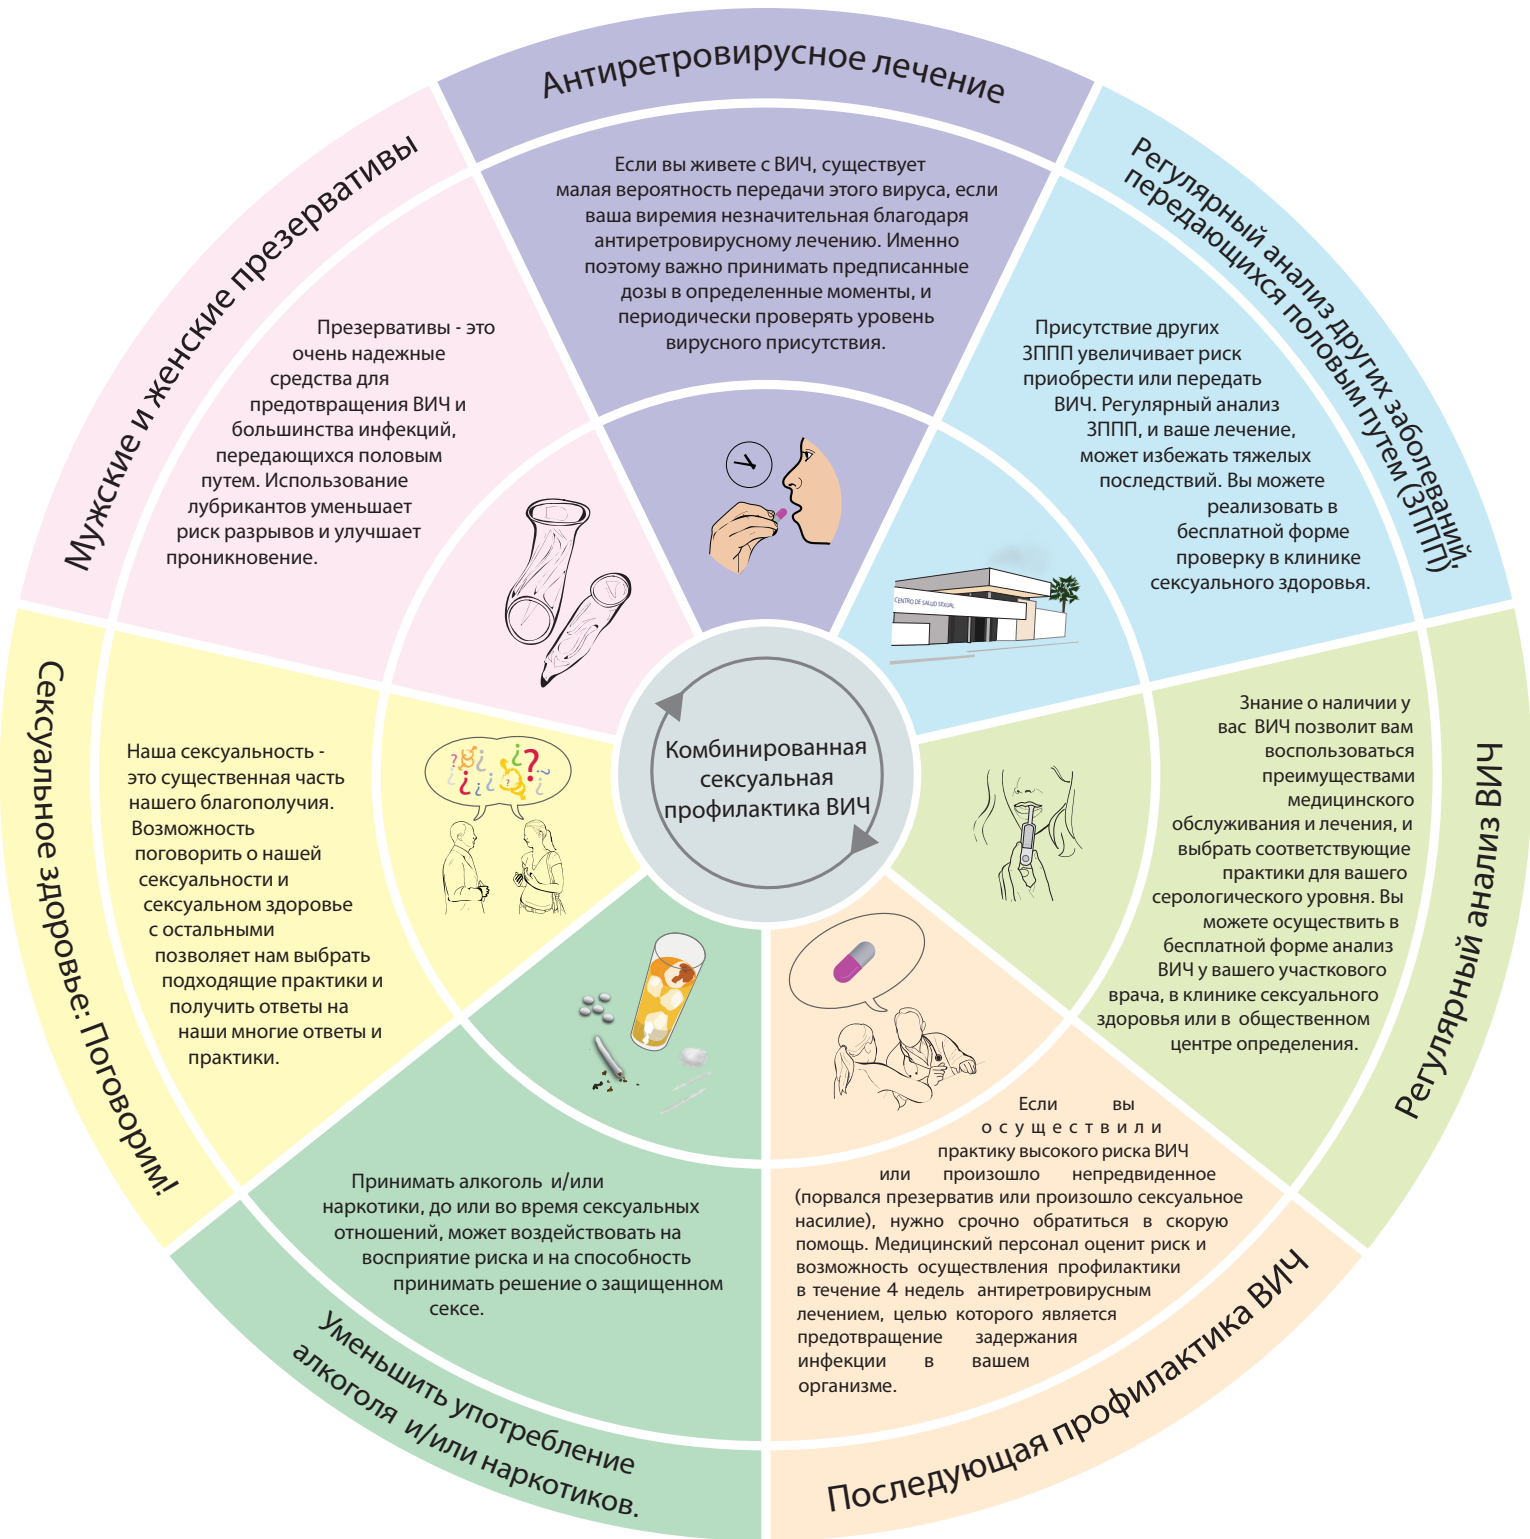 Антиретровирусное лечение
Если вы живете с ВИЧ, существует
малая вероятность передачи этого вируса, если
ваша виремия незначительная благодаря
антиретровирусному лечению. Именно
поэтому важно принимать предписанные
дозы в определенные моменты, и
периодически проверять уровень
вирусного присутствия.
Регулярный анализ других заболеваний,
передающихся половым путем (ЗППП)
Присутствие других
ЗППП увеличивает риск
приобрести или передать
ВИЧ. Регулярный анализ
ЗППП, и ваше лечение,
может избежать тяжелых
последствий. Вы можете
реализовать в
бесплатной форме
проверку в клинике
сексуального здоровья.
CENTRO DE SALUD SEXUAL
Регулярный анализ ВИЧ
Знание о наличии у
вас ВИЧ позволит вам
воспользоваться
преимуществами
медицинского
обслуживания и лечения, и
выбрать соответствующие
практики для вашего
серологического уровня. Вы
можете осуществить в
бесплатной форме анализ
ВИЧ у вашего участкового
врача, в клинике сексуального
здоровья или в общественном
центре определения.
Последующая профилактика ВИЧ
Если вы
осуществили
практику высокого риска ВИЧ
или произошло непредвиденное
(порвался презерватив или произошло сексуальное
насилие), нужно срочно обратиться в скорую
помощь. Медицинский персонал оценит риск и
возможность осуществления профилактики
в течение 4 недель антиретровирусным
лечением, целью которого является
предотвращение задержания
инфекции в вашем
организме.
Уменьшить употребление
алкоголя и/или наркотиков.
Принимать алкоголь и/или
наркотики, до или во время сексуальных
отношений, может воздействовать на
восприятие риска и на способность
принимать решение о защищенном
сексе.
Сексуальное здоровье: Поговорим!
Наша сексуальность -
это существенная часть
нашего благополучия.
Возможность
поговорить о нашей
сексуальности и
сексуальном здоровье
с остальными
позволяет нам выбрать
подходящие практики и
получить ответы на
наши многие ответы и
практики.
Мужские и женские презервативы
Презервативы - это
очень надежные
средства для
предотвращения ВИЧ и
большинства инфекций,
передающихся половым
путем. Использование
лубрикантов уменьшает
риск разрывов и улучшает
проникновение.
Комбинированная
сексуальная
профилактика ВИЧ